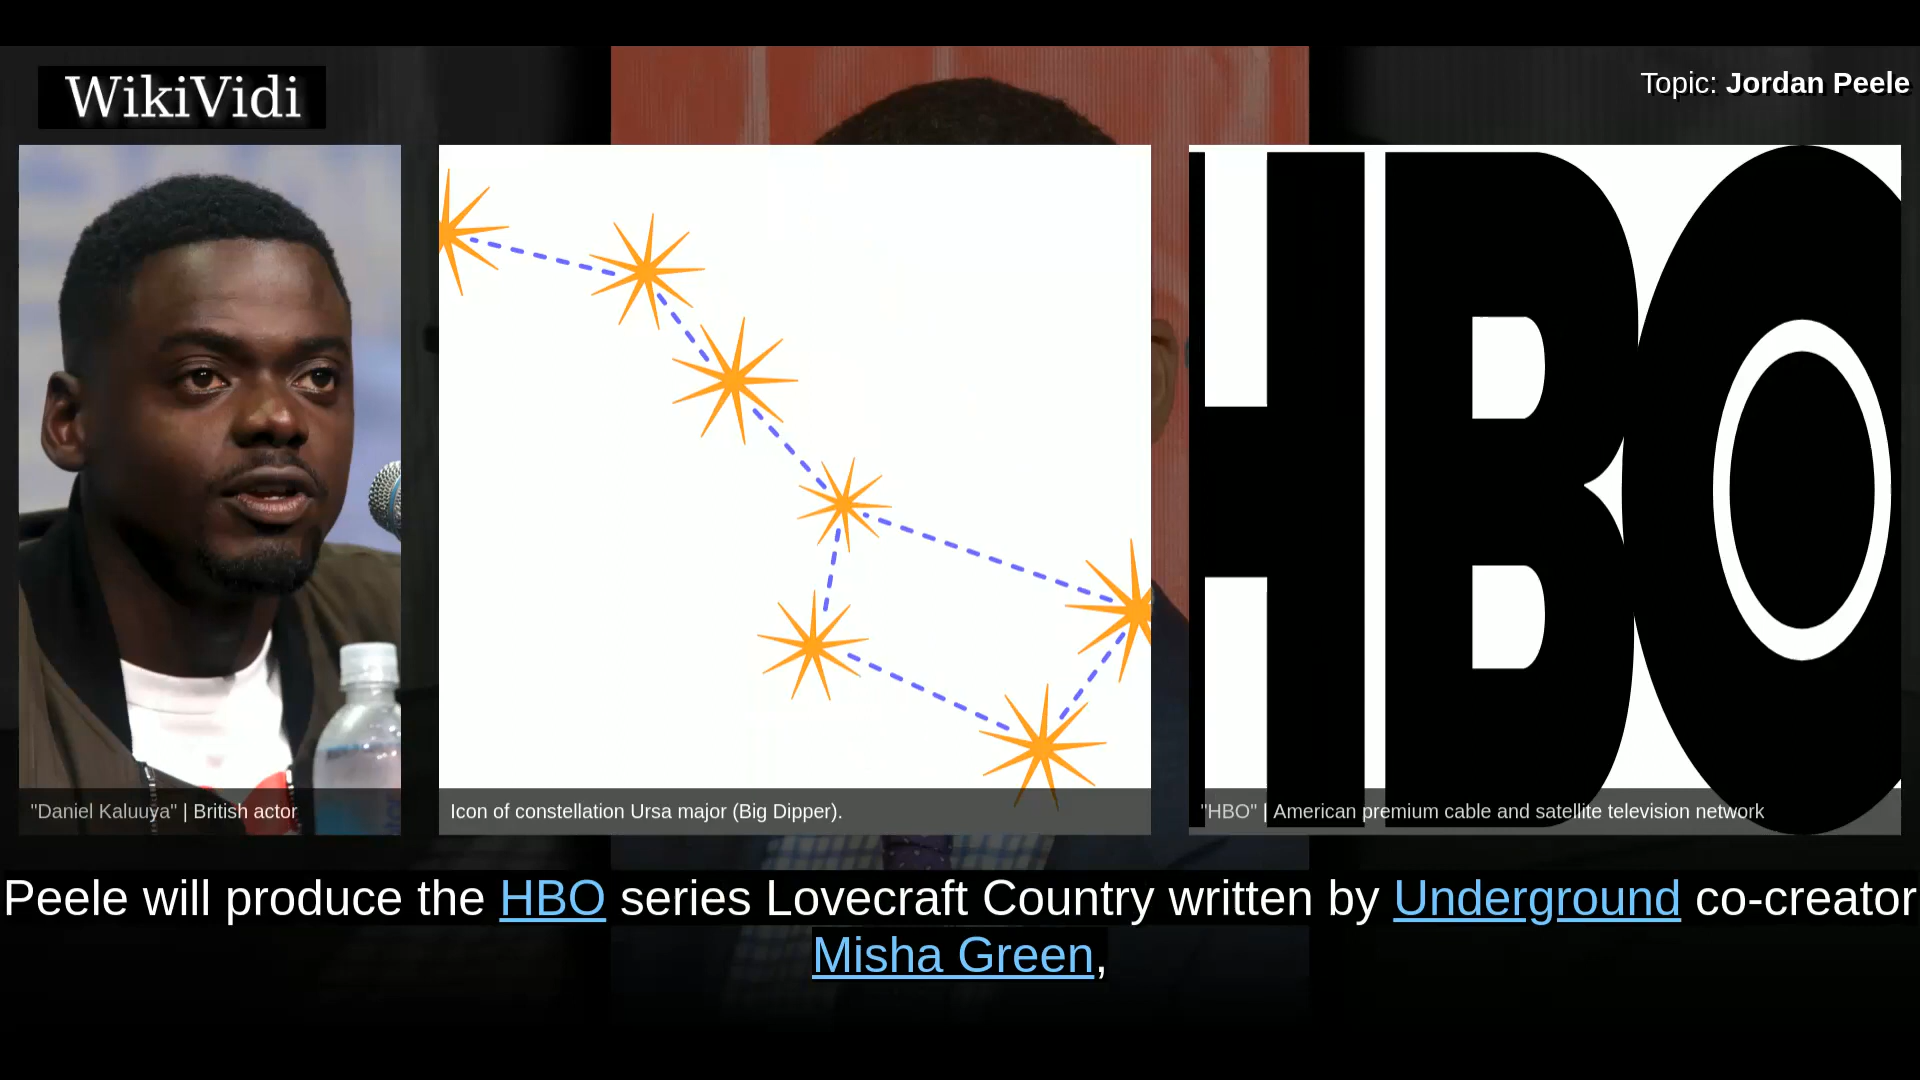 WikiVidi
Topic: Jordan Peele
HBO
"Daniel Kaluuya" | British actor
Icon of constellation Ursa major (Big Dipper).
"HBO" | American premium cable and satellite television network
Peele will produce the HBO series Lovecraft Country written by Underground co-creator
Misha Green,